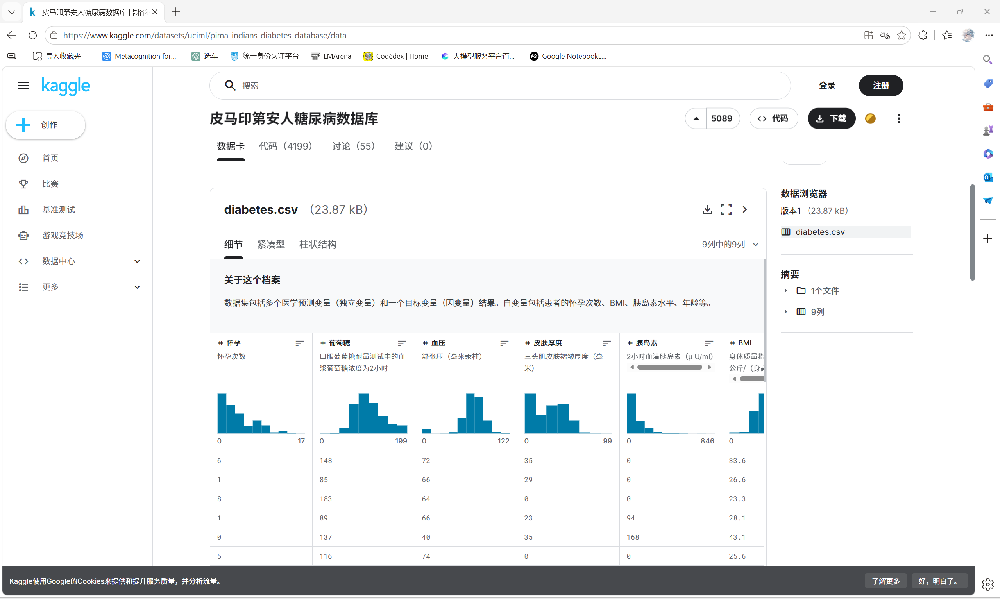 皮马印第安人糖尿病数据库 |卡格尔
https://www.kaggle.com/datasets/uciml/pima-indians-diabetes-database/data
导入收藏夹 Metacognition for... 选车 统一身份认证平台 LMArena Codédex | Home 大模型服务平台百... Google NotebookL...
kaggle
搜索
登录
注册
创作
首页
比赛
基准测试
游戏竞技场
数据中心
更多
皮马印第安人糖尿病数据库
5089
代码
下载
数据卡 代码（4199） 讨论（55） 建议（0）
diabetes.csv （23.87 kB）
细节 紧凑型 柱状结构
9列中的9列
关于这个档案
数据集包括多个医学预测变量（独立变量）和一个目标变量（因变量）结果。自变量包括患者的怀孕次数、BMI、胰岛素水平、年龄等。
# 怀孕 # 葡萄糖 # 血压 # 皮肤厚度 # 胰岛素 # BMI
怀孕次数
口服葡萄糖耐量测试中的血
浆葡萄糖浓度为2小时
舒张压（毫米汞柱）
三头肌皮肤褶皱厚度（毫
米）
2小时血清胰岛素（μ U/ml）
身体质量指
公斤/（身高
0 17 0 199 0 122 0 99 0 846 0
6 148 72 35 0 33.6
1 85 66 29 0 26.6
8 183 64 0 0 23.3
1 89 66 23 94 28.1
0 137 40 35 168 43.1
5 116 74 0 0 25.6
数据浏览器
版本1 （23.87 kB）
diabetes.csv
摘要
1个文件
9列
Kaggle使用Google的Cookies来提供和提升服务质量，并分析流量。
了解更多
好，明白了。